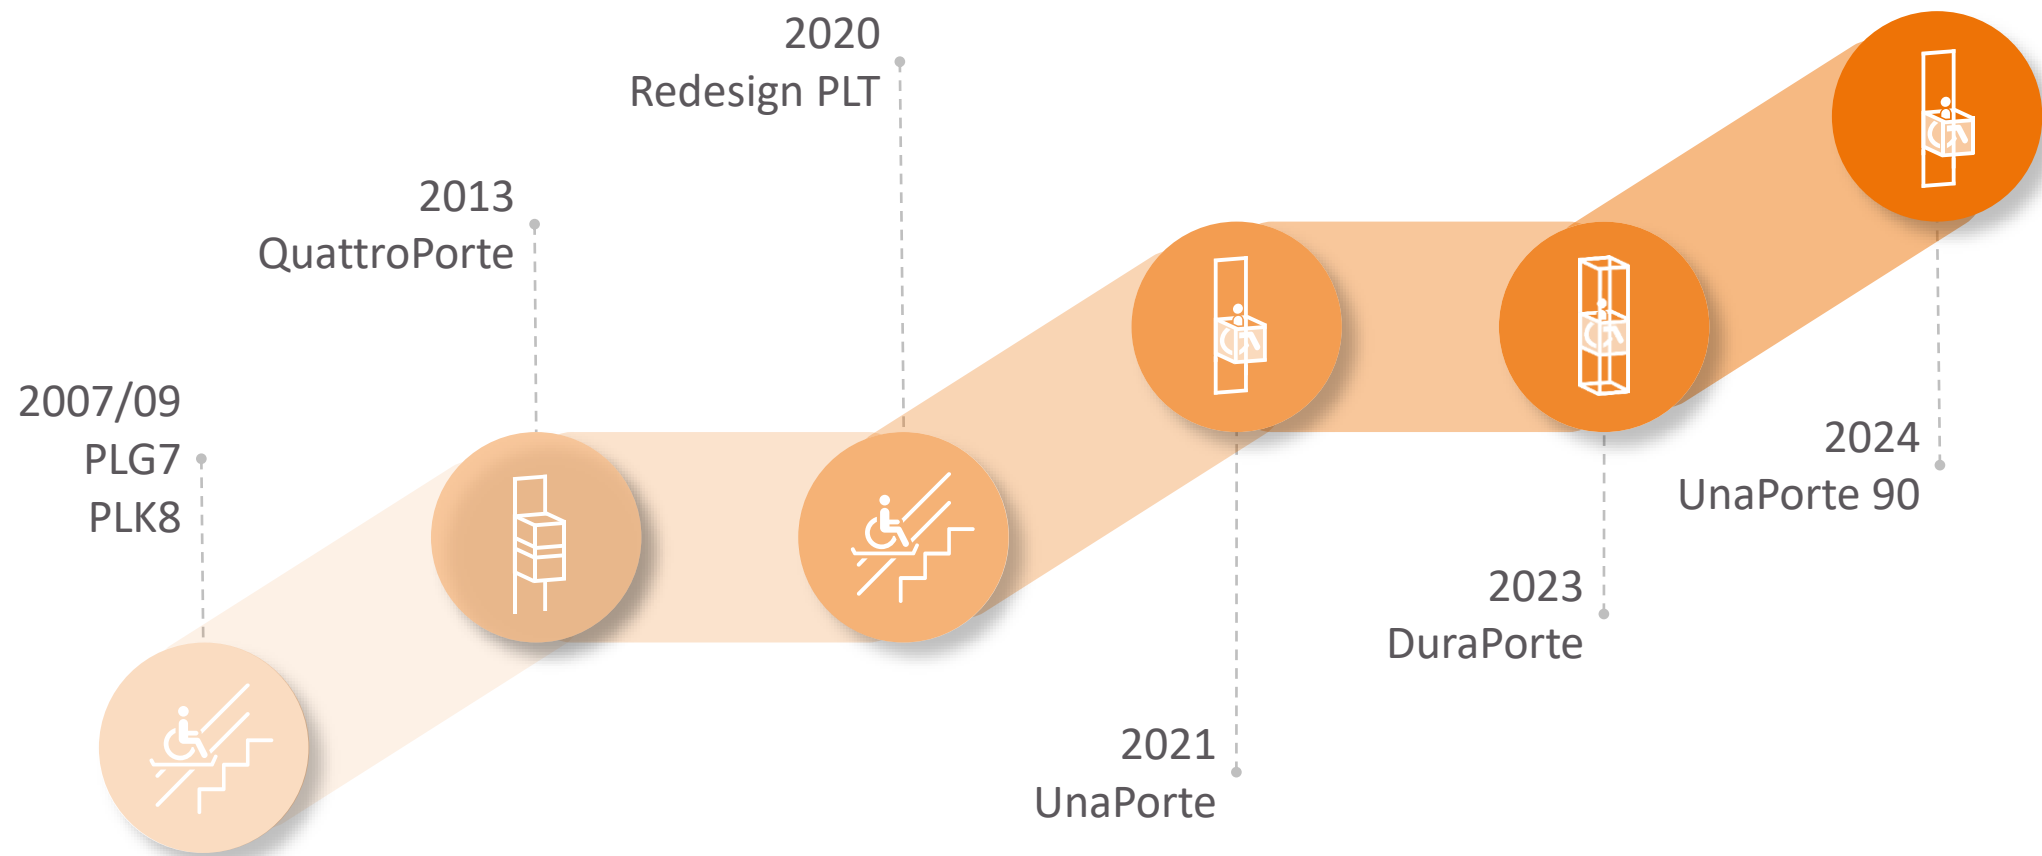 2007/09
PLG7
PLK8
2013
QuattroPorte
2020
Redesign PLT
2021
UnaPorte
2023
DuraPorte
2024
UnaPorte 90